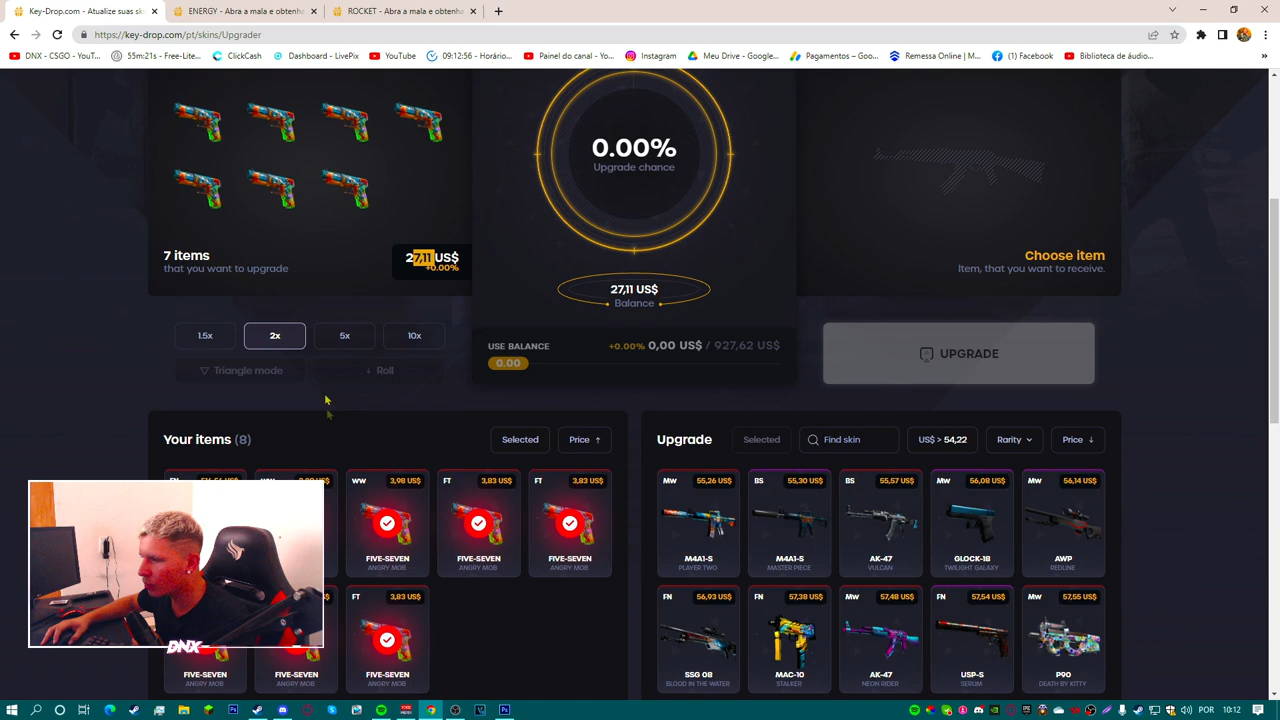 Key-Drop.com - Atualize suas sk
ENERGY - Abra a mala e obtenha
ROCKET - Abra a mala e obtenha
https://key-drop.com/pt/skins/Upgrader
DNX - CSGO - YouT...
55m:21s - Free-Lite...
ClickCash
Dashboard - LivePix
YouTube
09:12:56 - Horário...
Painel do canal - Yo...
Instagram
Meu Drive – Google...
Pagamentos – Goo...
Remessa Online | M...
(1) Facebook
Biblioteca de áudio...
0.00%
Upgrade chance
7 items
that you want to upgrade
27,11 US$
+0.00%
27,11 US$
Balance
Choose item
Item, that you want to receive.
1.5x
2x
5x
10x
USE BALANCE
+0.00% 0,00 US$ / 927,62 US$
0.00
UPGRADE
Triangle mode
Roll
Your items (8)
Selected
Price
Upgrade
Selected
Find skin
US$ > 54,22
Rarity
Price
WW 3,98 US$
FT 3,83 US$
FT 3,83 US$
FIVE-SEVEN
ANGRY MOB
FIVE-SEVEN
ANGRY MOB
FIVE-SEVEN
ANGRY MOB
FT 3,83 US$
FIVE-SEVEN
FIVE-SEVEN
FIVE-SEVEN
ANGRY MOB
ANGRY MOB
ANGRY MOB
MW 55,26 US$
M4A1-S
PLAYER TWO
BS 55,30 US$
M4A1-S
MASTER PIECE
BS 55,57 US$
AK-47
VULCAN
MW 56,08 US$
GLOCK-18
TWILIGHT GALAXY
MW 56,14 US$
AWP
REDLINE
FN 56,93 US$
SSG 08
BLOOD IN THE WATER
FN 57,38 US$
MAC-10
STALKER
MW 57,48 US$
AK-47
NEON RIDER
FN 57,54 US$
USP-S
SERUM
MW 57,55 US$
P90
DEATH BY KITTY
DNX
POR
10:12